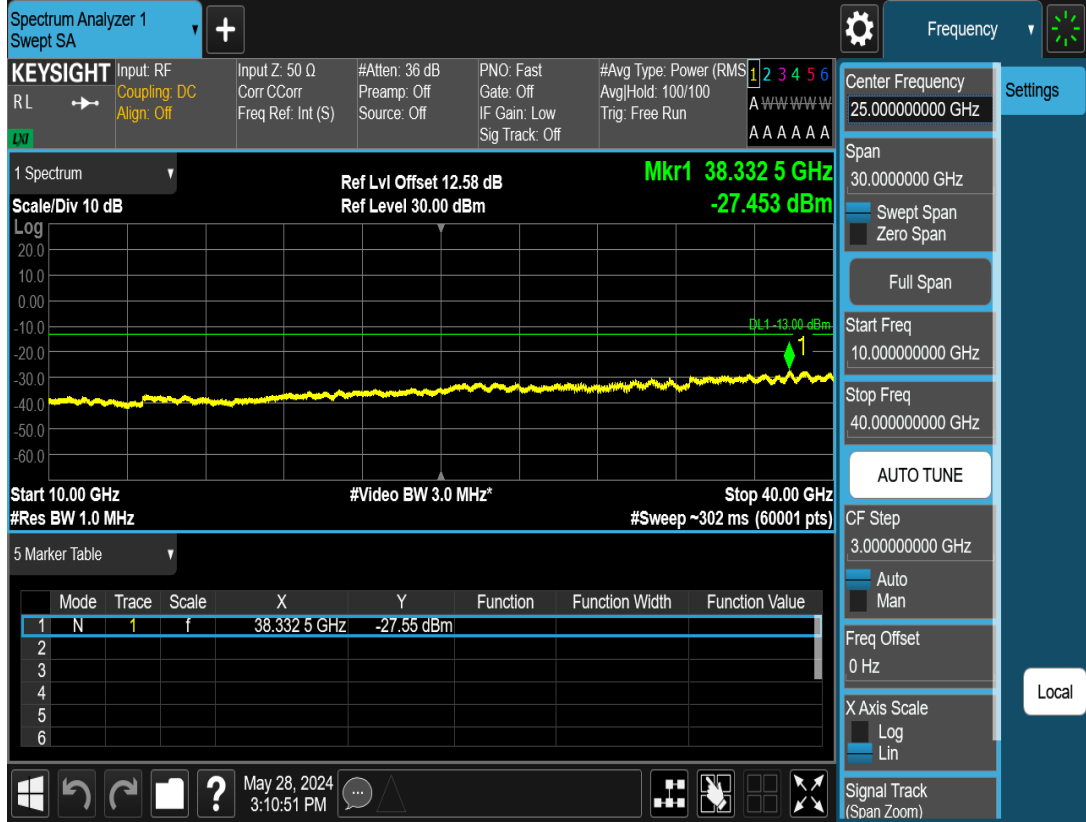 Spectrum Analyzer 1
Swept SA
+
Frequency
KEYSIGHT
RL
LXI
Input: RF
Coupling: DC
Align: Off
Input Z: 50 Ω
Corr CCorr
Freq Ref: Int (S)
#Atten: 36 dB
Preamp: Off
Source: Off
PNO: Fast
Gate: Off
IF Gain: Low
Sig Track: Off
#Avg Type: Power (RMS
Avg|Hold: 100/100
Trig: Free Run
1 2 3 4 5 6
A W W W W W
A A A A A A
1 Spectrum
Scale/Div 10 dB
Ref Lvl Offset 12.58 dB
Ref Level 30.00 dBm
Mkr1 38.332 5 GHz
-27.453 dBm
Log
20.0
10.0
0.00
-10.0
-20.0
-30.0
-40.0
-50.0
-60.0
DL1 -13.00 dBm
1
Start 10.00 GHz
#Res BW 1.0 MHz
#Video BW 3.0 MHz*
Stop 40.00 GHz
#Sweep ~302 ms (60001 pts)
5 Marker Table
Mode Trace Scale X Y Function Function Width Function Value
1 N 1 f 38.332 5 GHz -27.55 dBm
2
3
4
5
6
?
May 28, 2024
3:10:51 PM
Center Frequency
25.000000000 GHz
Settings
Span
30.0000000 GHz
Swept Span
Zero Span
Full Span
Start Freq
10.000000000 GHz
Stop Freq
40.000000000 GHz
AUTO TUNE
CF Step
3.000000000 GHz
Auto
Man
Freq Offset
0 Hz
Local
X Axis Scale
Log
Lin
Signal Track
(Span Zoom)